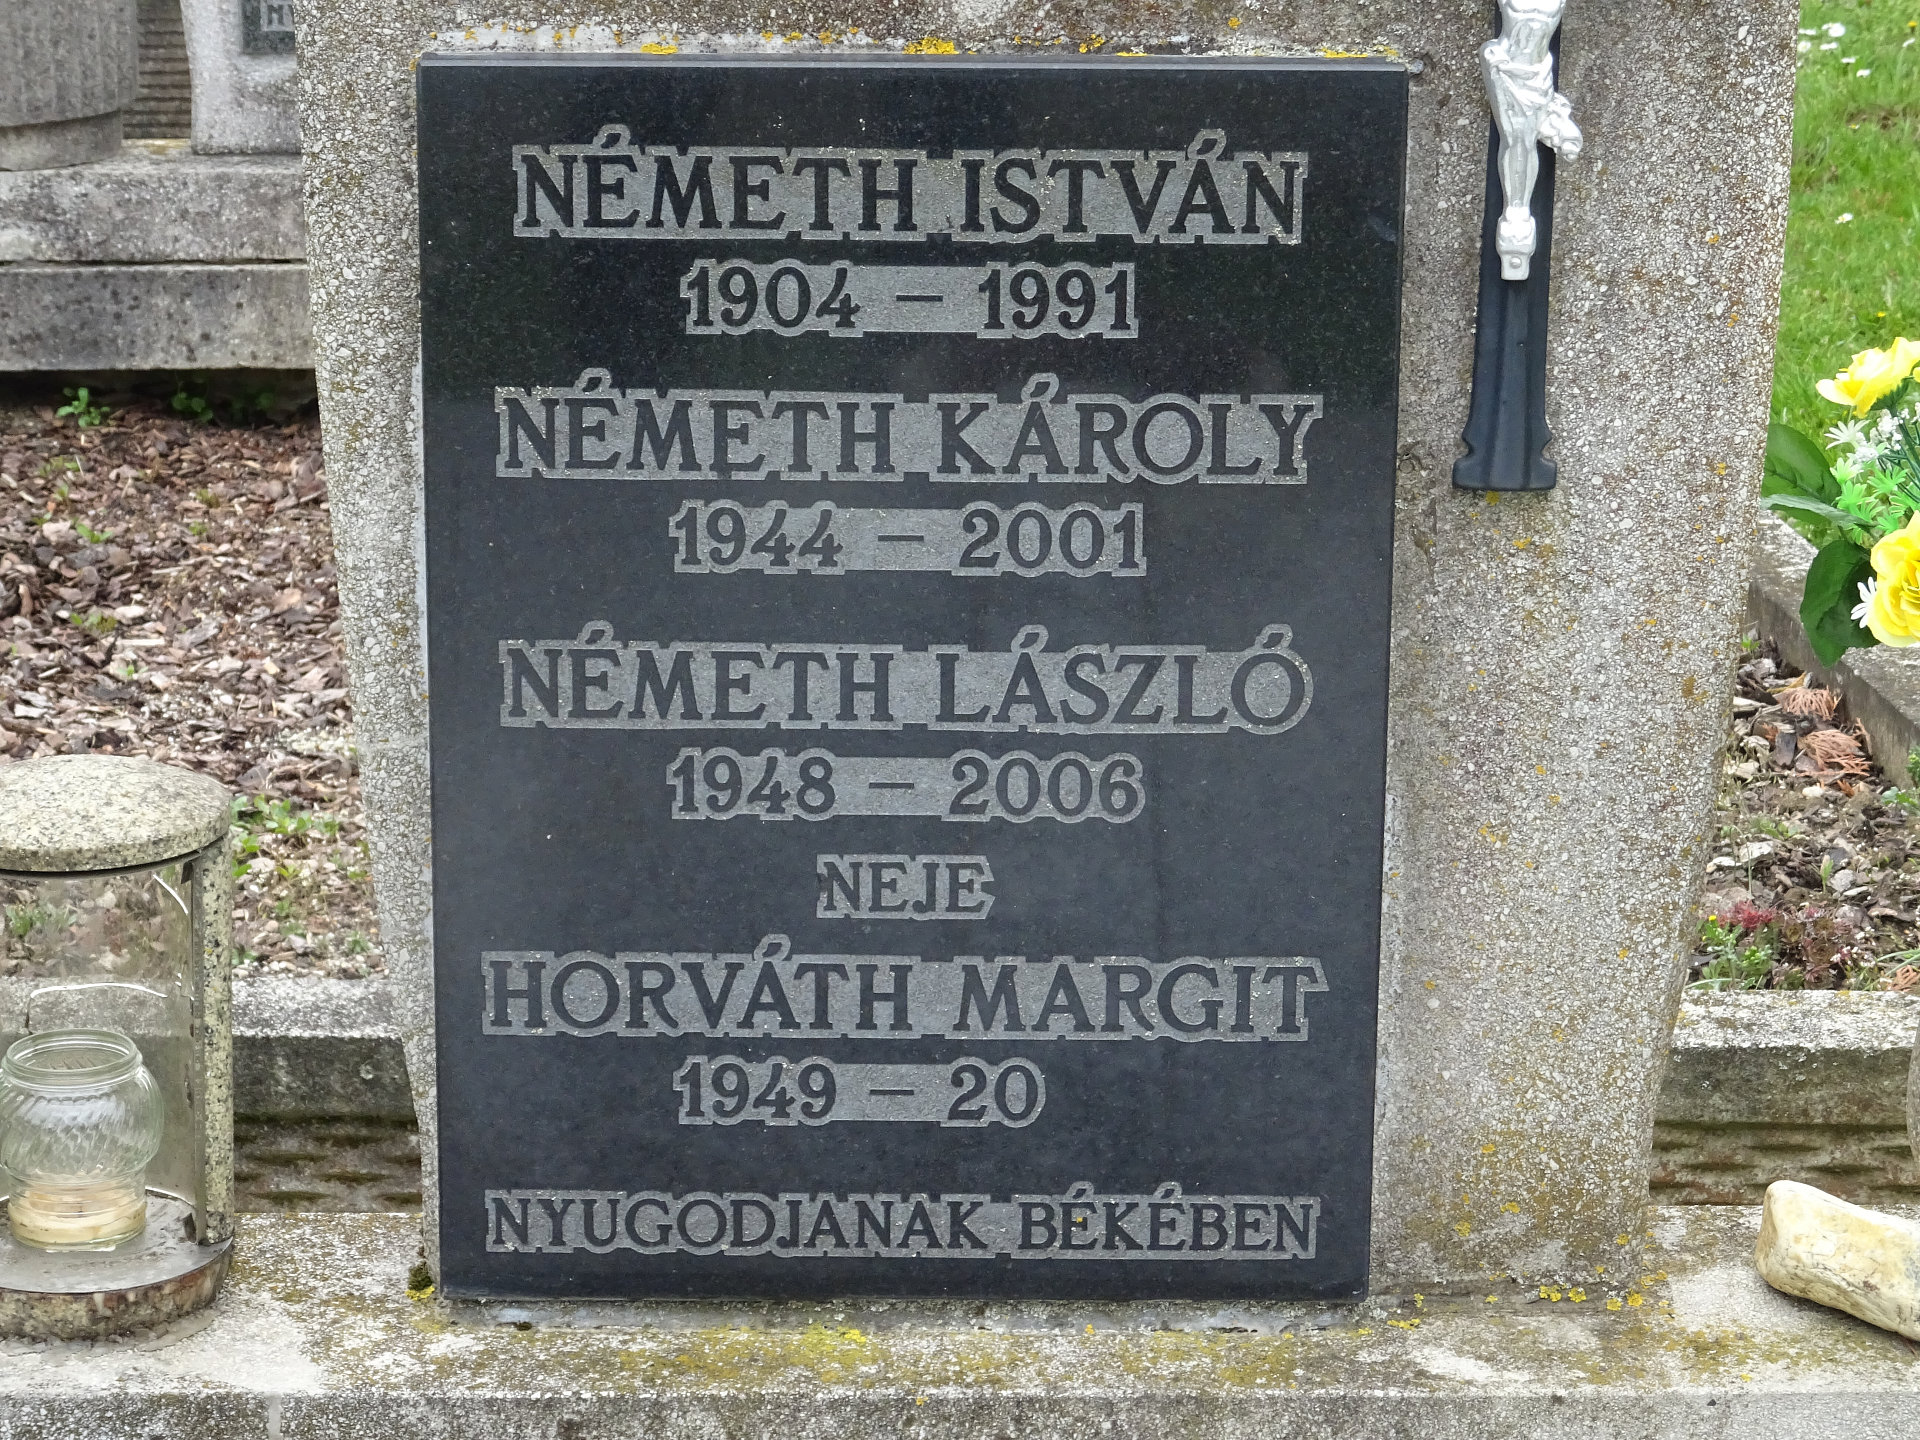 NÉMETH ISTVÁN
1904 – 1991
NÉMETH KÁROLY
1944 – 2001
NÉMETH LÁSZLÓ
1948 – 2006
NEJE
HORVÁTH MARGIT
1949 – 20
NYUGODJANAK BÉKÉBEN